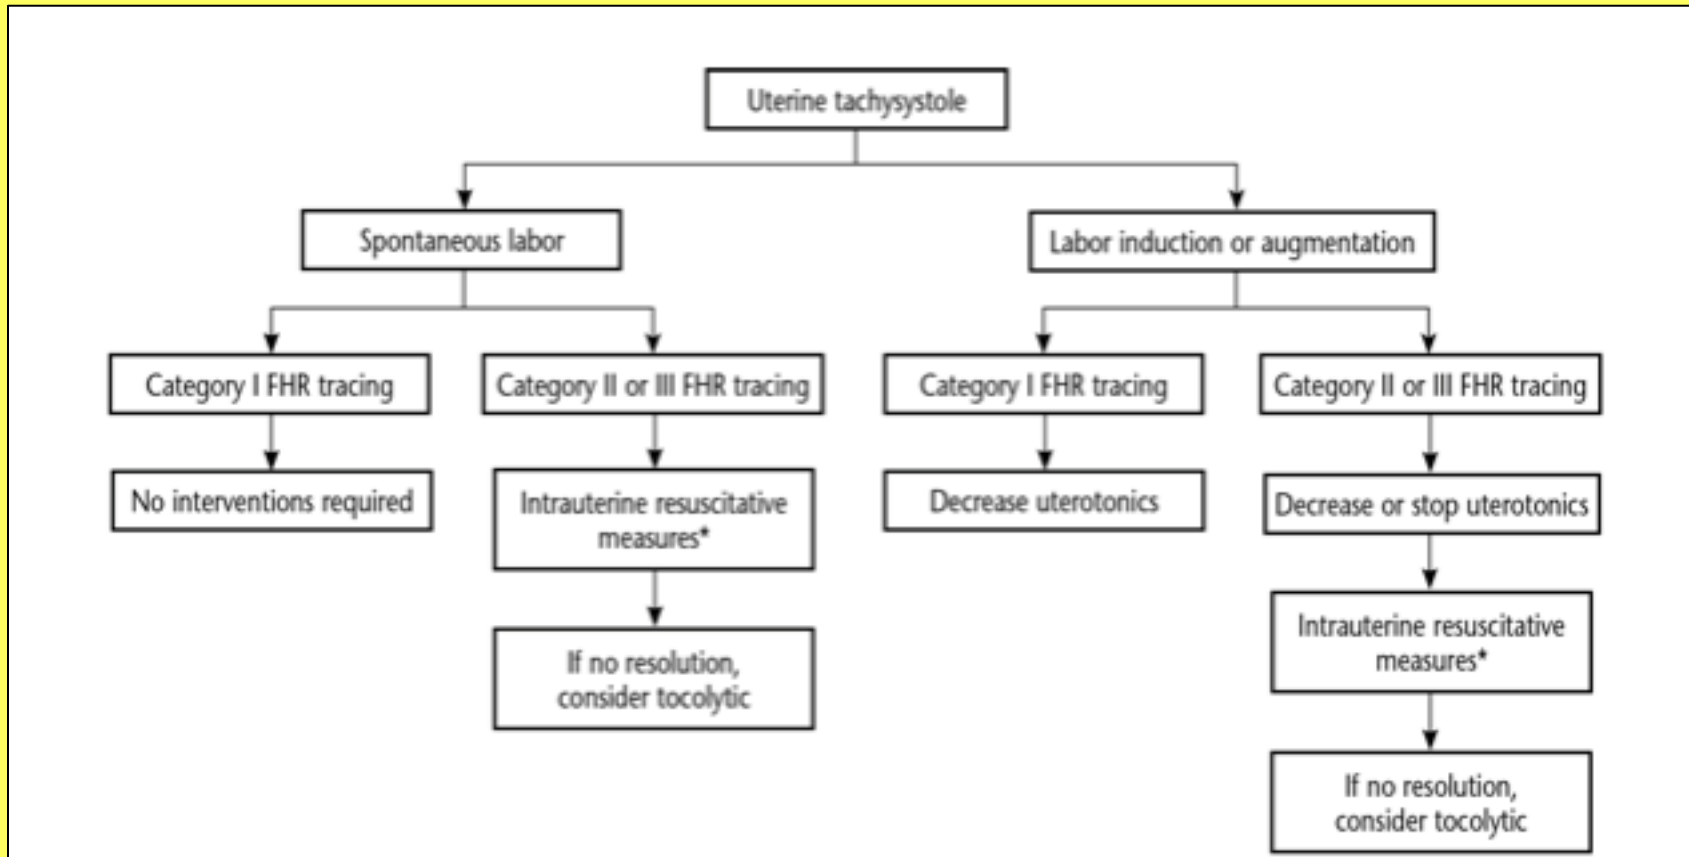 Uterine tachysystole
Spontaneous labor
Labor induction or augmentation
Category I FHR tracing
Category II or III FHR tracing
Category I FHR tracing
Category II or III FHR tracing
No interventions required
Intrauterine resuscitative
measures*
Decrease uterotonics
Decrease or stop uterotonics
If no resolution,
consider tocolytic
Intrauterine resuscitative
measures*
If no resolution,
consider tocolytic